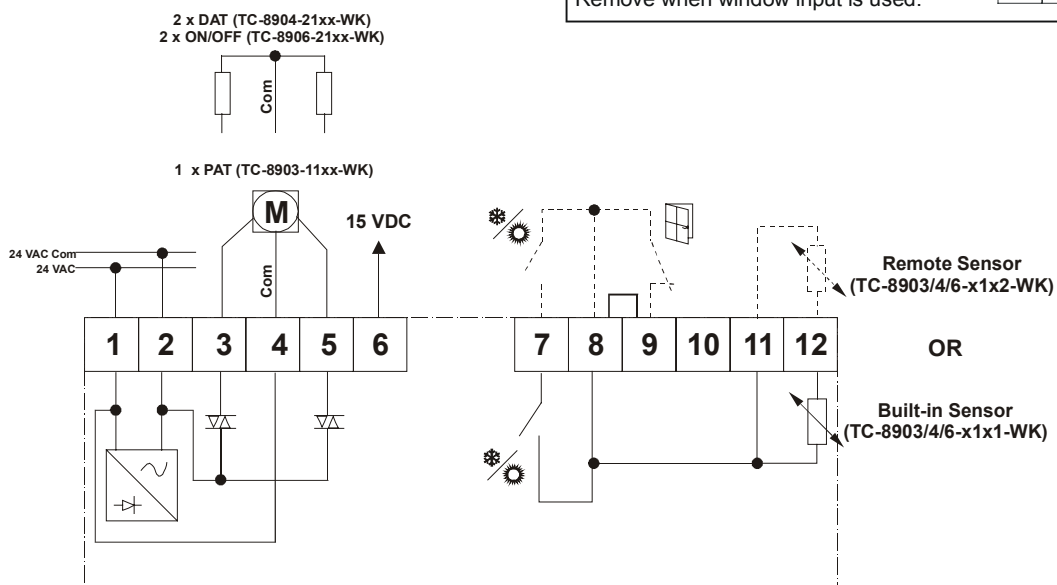 Remove when window input is used.
2 x DAT (TC-8904-21xx-WK)
2 x ON/OFF (TC-8906-21xx-WK)
Com
1 x PAT (TC-8903-11xx-WK)
M
15 VDC
24 VAC Com
24 VAC
Com
Remote Sensor
(TC-8903/4/6-x1x2-WK)
1 2 3 4 5 6 7 8 9 10 11 12
OR
Built-in Sensor
(TC-8903/4/6-x1x1-WK)